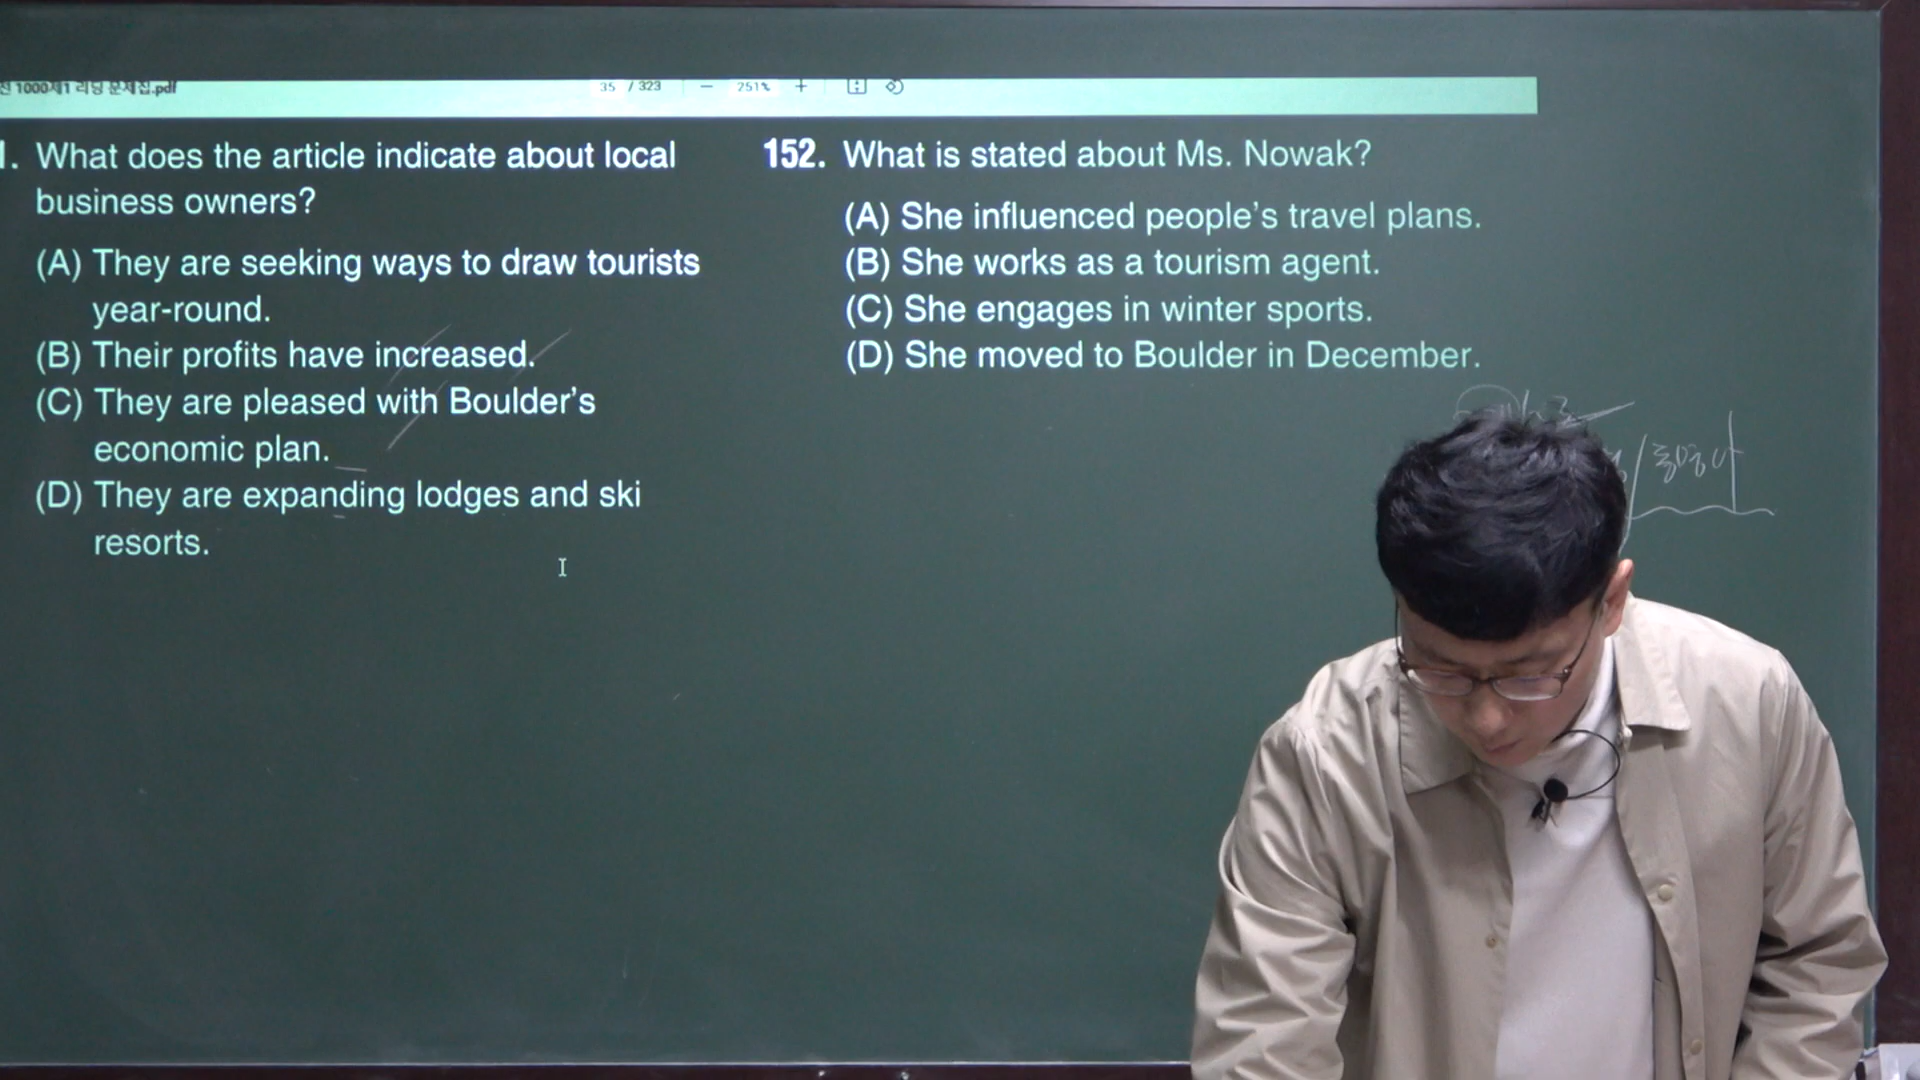 전 1000제1 리딩 문제집.pdf
35 / 323 — 251% +
1. What does the article indicate about local
business owners?
(A) They are seeking ways to draw tourists
year-round.
(B) Their profits have increased.
(C) They are pleased with Boulder's
economic plan.
(D) They are expanding lodges and ski
resorts.
152. What is stated about Ms. Nowak?
(A) She influenced people's travel plans.
(B) She works as a tourism agent.
(C) She engages in winter sports.
(D) She moved to Boulder in December.